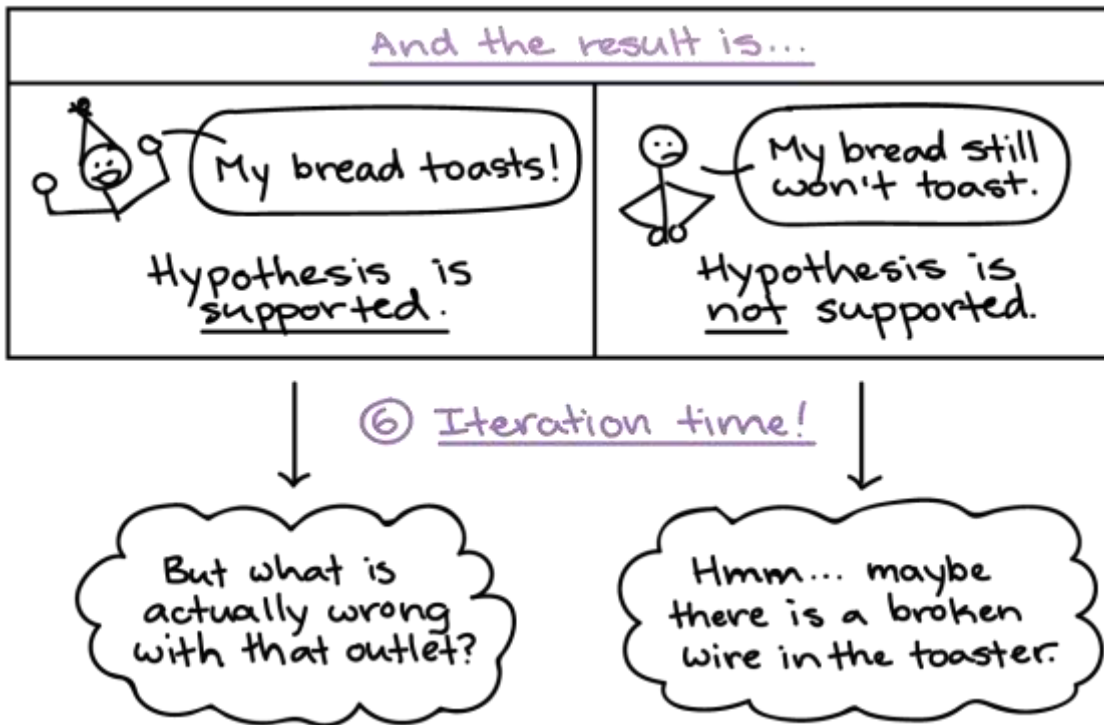 And the result is...
My bread toasts!
Hypothesis is
supported.
My bread still
won't toast.
Hypothesis is
not supported.
⑥ Iteration time!
But what is
actually wrong
with that outlet?
Hmm... maybe
there is a broken
wire in the toaster.